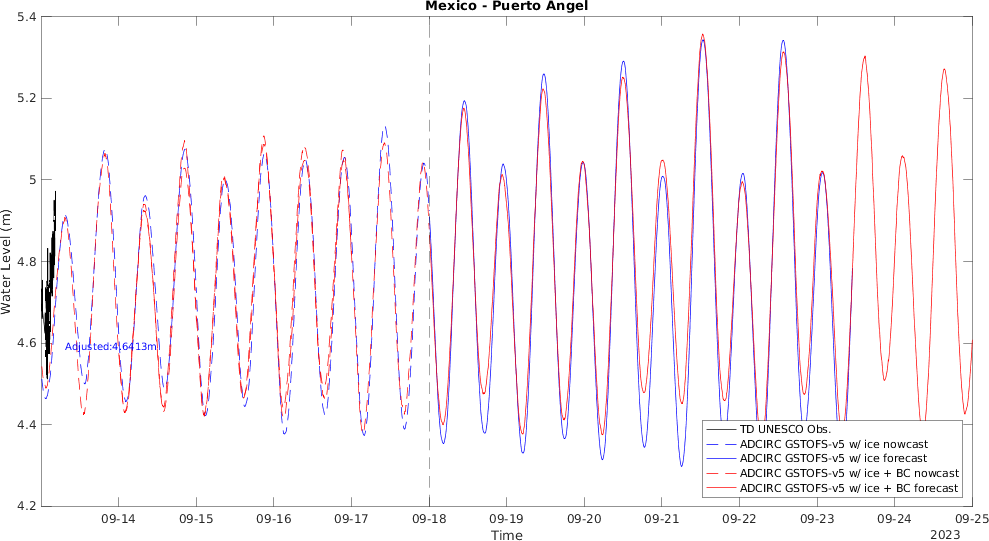 Mexico - Puerto Angel
5.4
5.2
5
4.8
4.6
4.4
4.2
Water Level (m)
Adjusted:4.6413m
TD UNESCO Obs.
ADCIRC GSTOFS-v5 w/ ice nowcast
ADCIRC GSTOFS-v5 w/ ice forecast
ADCIRC GSTOFS-v5 w/ ice + BC nowcast
ADCIRC GSTOFS-v5 w/ ice + BC forecast
09-14 09-15 09-16 09-17 09-18 09-19 09-20 09-21 09-22 09-23 09-24 09-25
Time
2023